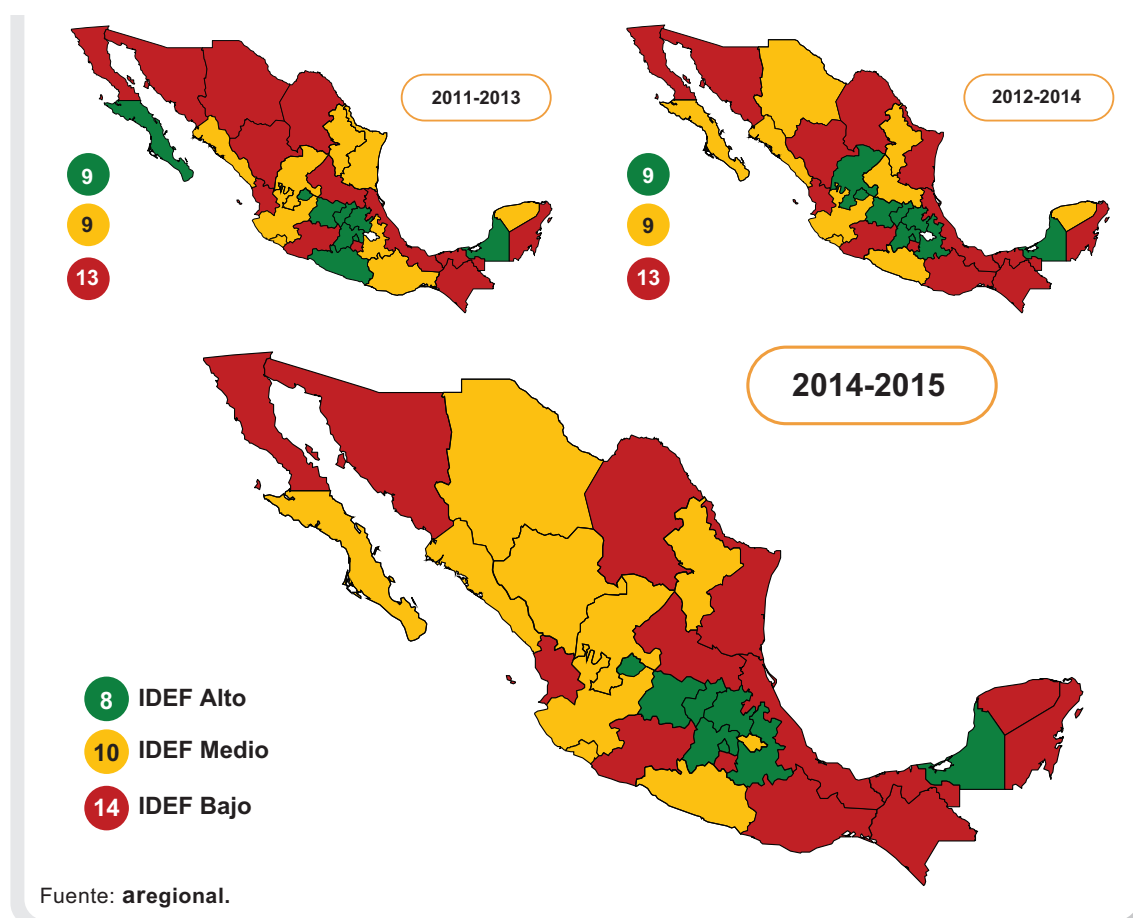 2011-2013
9
9
13
2012-2014
9
9
13
2014-2015
8 IDEF Alto
10 IDEF Medio
14 IDEF Bajo
Fuente: aregional.